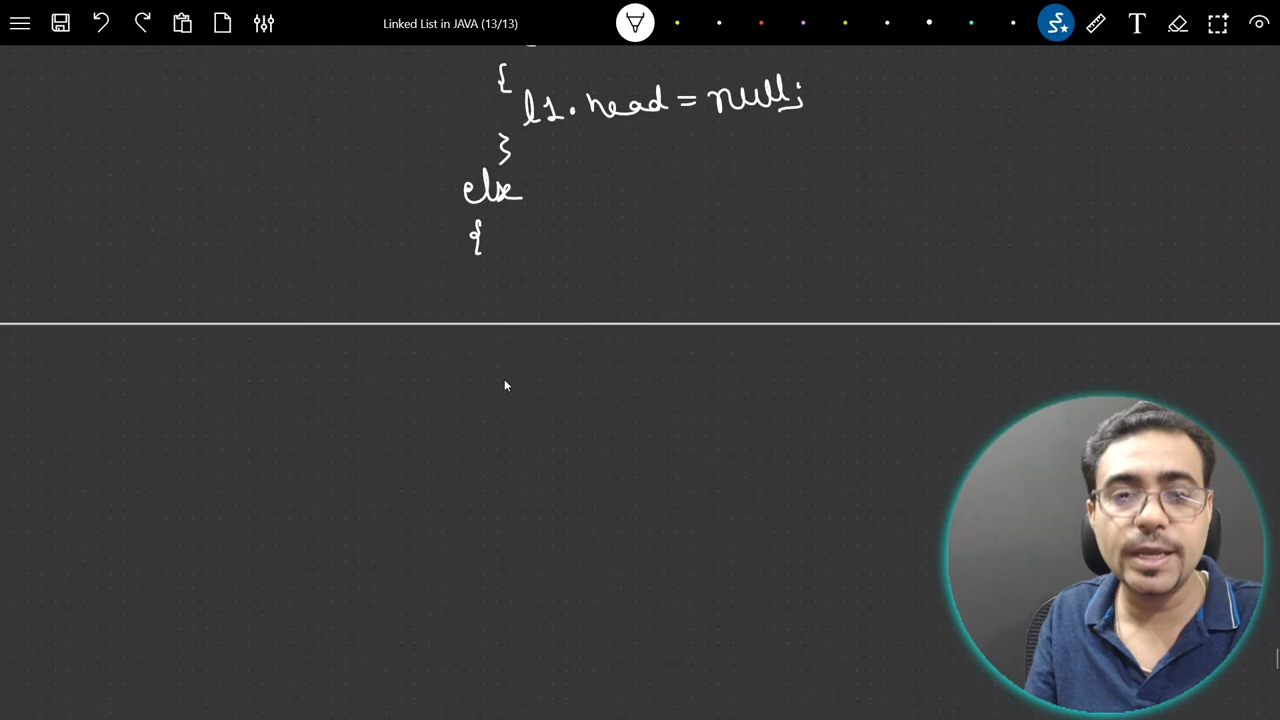 Linked List in JAVA (13/13)
T
{
l1.head = null;
}
else
{